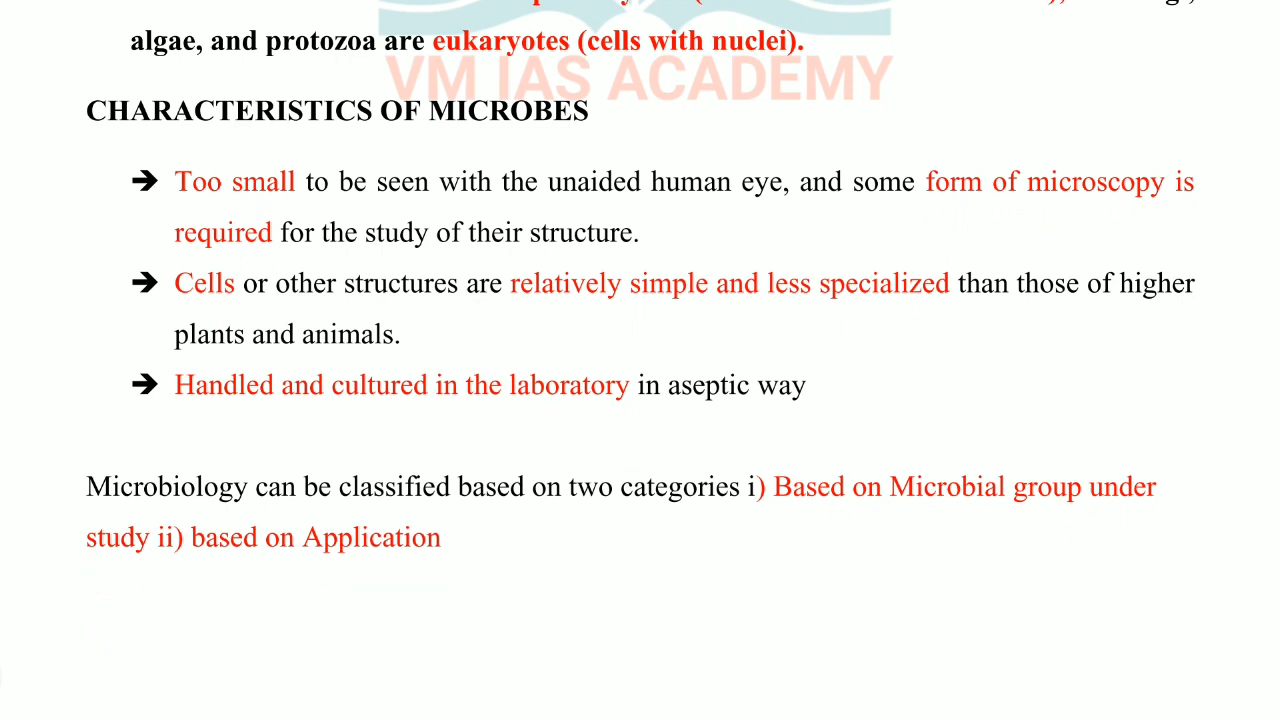 algae, and protozoa are eukaryotes (cells with nuclei).
VM IAS ACADEMY
CHARACTERISTICS OF MICROBES
➔ Too small to be seen with the unaided human eye, and some form of microscopy is
required for the study of their structure.
➔ Cells or other structures are relatively simple and less specialized than those of higher
plants and animals.
➔ Handled and cultured in the laboratory in aseptic way
Microbiology can be classified based on two categories i) Based on Microbial group under
study ii) based on Application